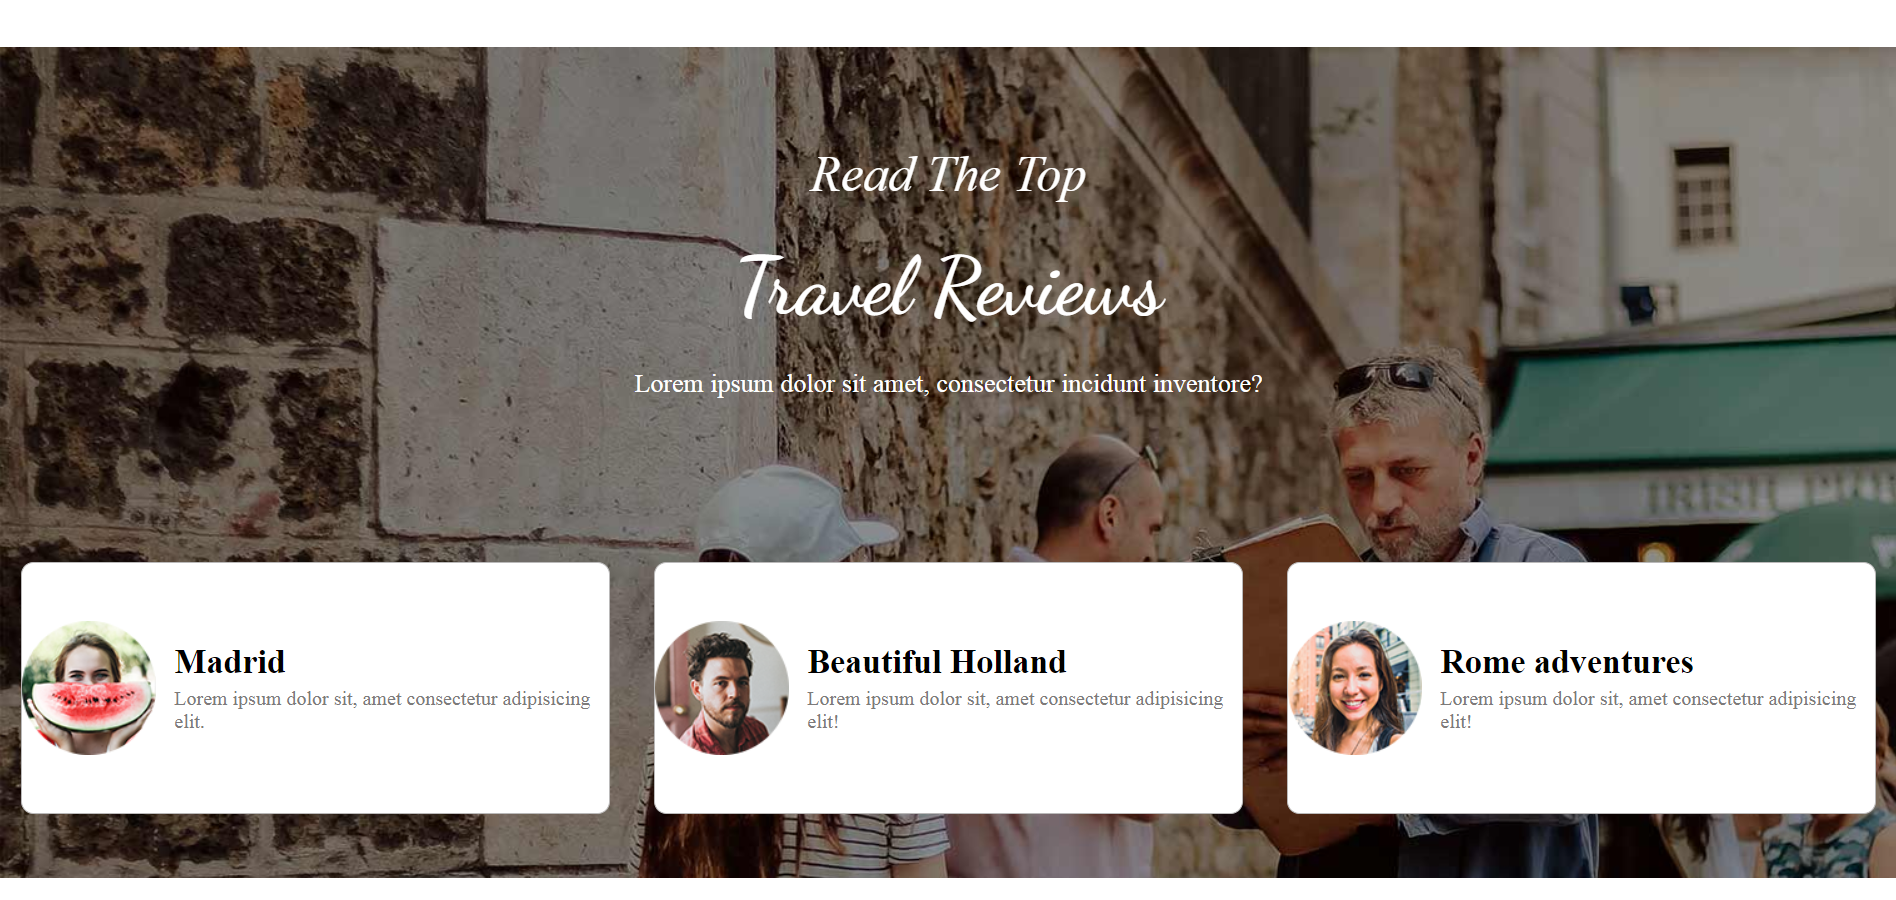 Read The Top
Travel Reviews
Lorem ipsum dolor sit amet, consectetur incidunt inventore?
IRISH PUB
Madrid
Lorem ipsum dolor sit, amet consectetur adipisicing
elit.
Beautiful Holland
Lorem ipsum dolor sit, amet consectetur adipisicing
elit!
Rome adventures
Lorem ipsum dolor sit, amet consectetur adipisicing
elit!